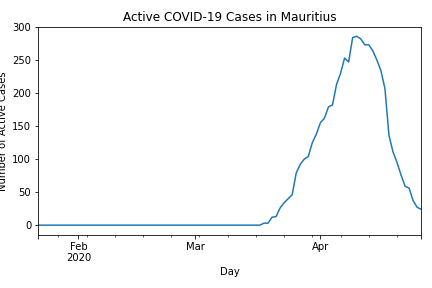 Active COVID-19 Cases in Mauritius
300
250
200
150
100
50
0
Number of Active Cases
Feb
2020
Mar
Apr
Day